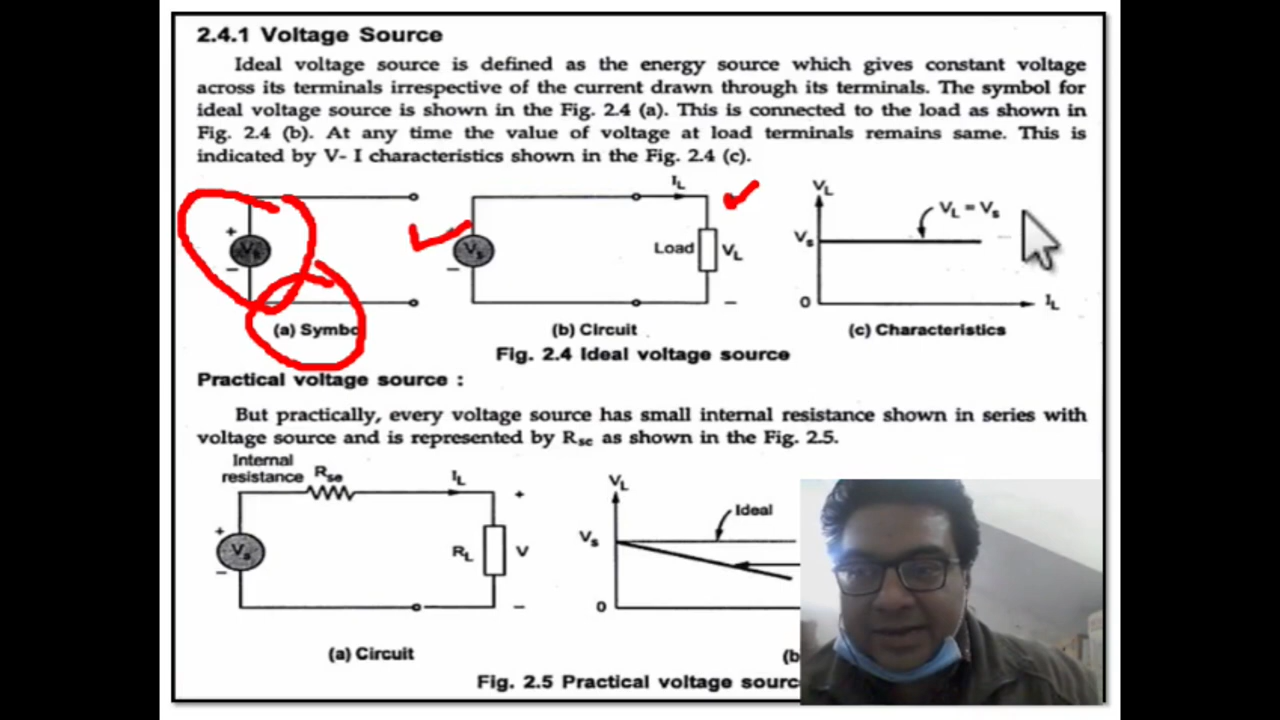 2.4.1 Voltage Source
Ideal voltage source is defined as the energy source which gives constant voltage
across its terminals irrespective of the current drawn through its terminals. The symbol for
ideal voltage source is shown in the Fig. 2.4 (a). This is connected to the load as shown in
Fig. 2.4 (b). At any time the value of voltage at load terminals remains same. This is
indicated by V- I characteristics shown in the Fig. 2.4 (c).
+
Vs
−
(a) Symbo
Vs
−
IL
Load
VL
−
(b) Circuit
VL
Vs
VL = Vs
0
IL
(c) Characteristics
Fig. 2.4 Ideal voltage source
Practical voltage source :
But practically, every voltage source has small internal resistance shown in series with
voltage source and is represented by Rse as shown in the Fig. 2.5.
Internal
resistance
Rse
IL
+
+
Vs
RL
V
−
−
(a) Circuit
VL
Ideal
Vs
0
(b
Fig. 2.5 Practical voltage sourc